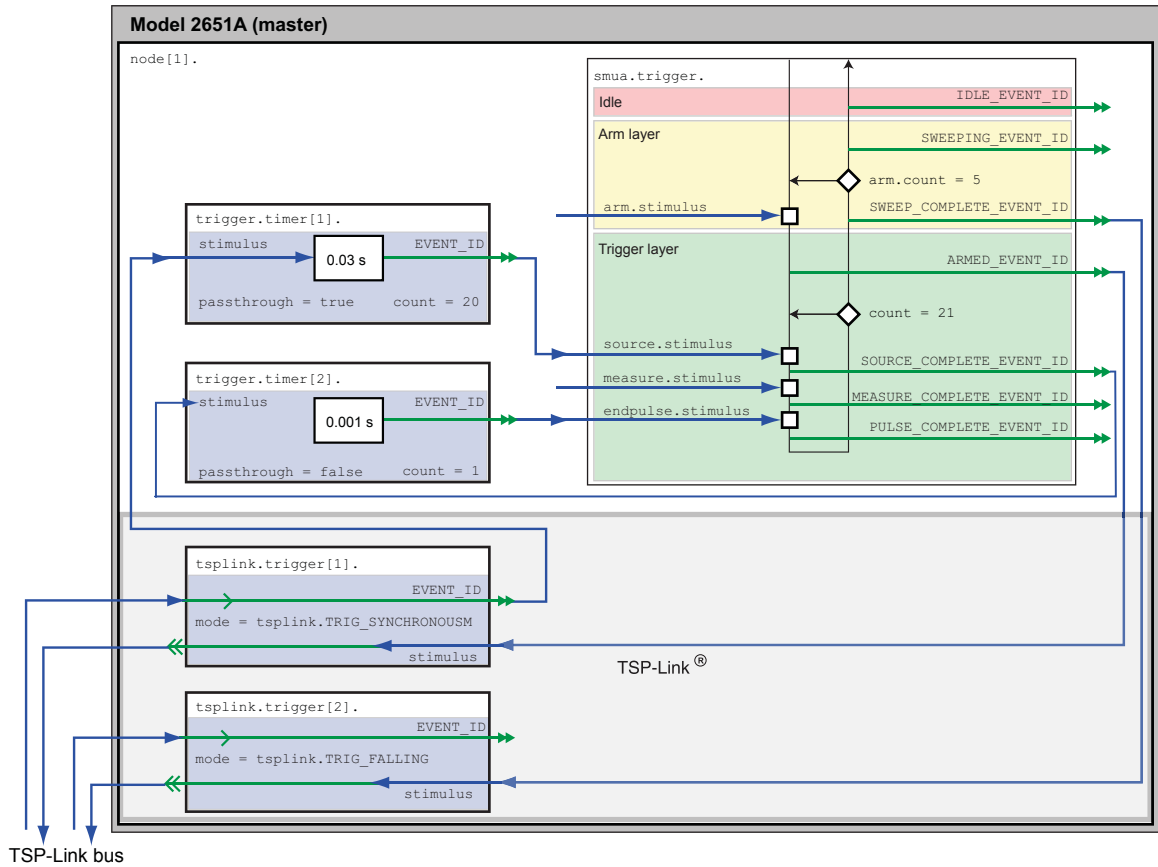 Model 2651A (master)
node[1].
smua.trigger.
Idle
IDLE_EVENT_ID
Arm layer
SWEEPING_EVENT_ID
arm.count = 5
arm.stimulus
SWEEP_COMPLETE_EVENT_ID
Trigger layer
ARMED_EVENT_ID
count = 21
source.stimulus
SOURCE_COMPLETE_EVENT_ID
measure.stimulus
MEASURE_COMPLETE_EVENT_ID
endpulse.stimulus
PULSE_COMPLETE_EVENT_ID
trigger.timer[1].
stimulus
EVENT_ID
0.03 s
passthrough = true
count = 20
trigger.timer[2].
stimulus
EVENT_ID
0.001 s
passthrough = false
count = 1
tsplink.trigger[1].
EVENT_ID
mode = tsplink.TRIG_SYNCHRONOUSM
stimulus
TSP-Link ®
tsplink.trigger[2].
EVENT_ID
mode = tsplink.TRIG_FALLING
stimulus
TSP-Link bus